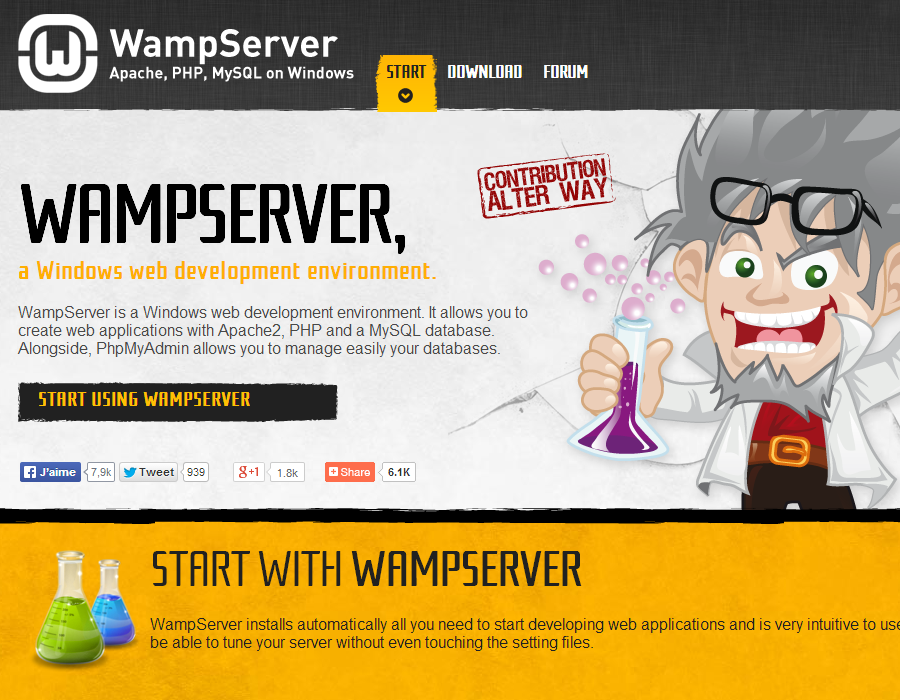 WampServer
Apache, PHP, MySQL on Windows
START
DOWNLOAD
FORUM
CONTRIBUTION
ALTER WAY
WAMPSERVER,
a Windows web development environment.
WampServer is a Windows web development environment. It allows you to
create web applications with Apache2, PHP and a MySQL database.
Alongside, PhpMyAdmin allows you to manage easily your databases.
START USING WAMPSERVER
J'aime 7,9k Tweet 939 g+1 1.8k Share 6.1K
START WITH WAMPSERVER
WampServer installs automatically all you need to start developing web applications and is very intuitive to use
be able to tune your server without even touching the setting files.